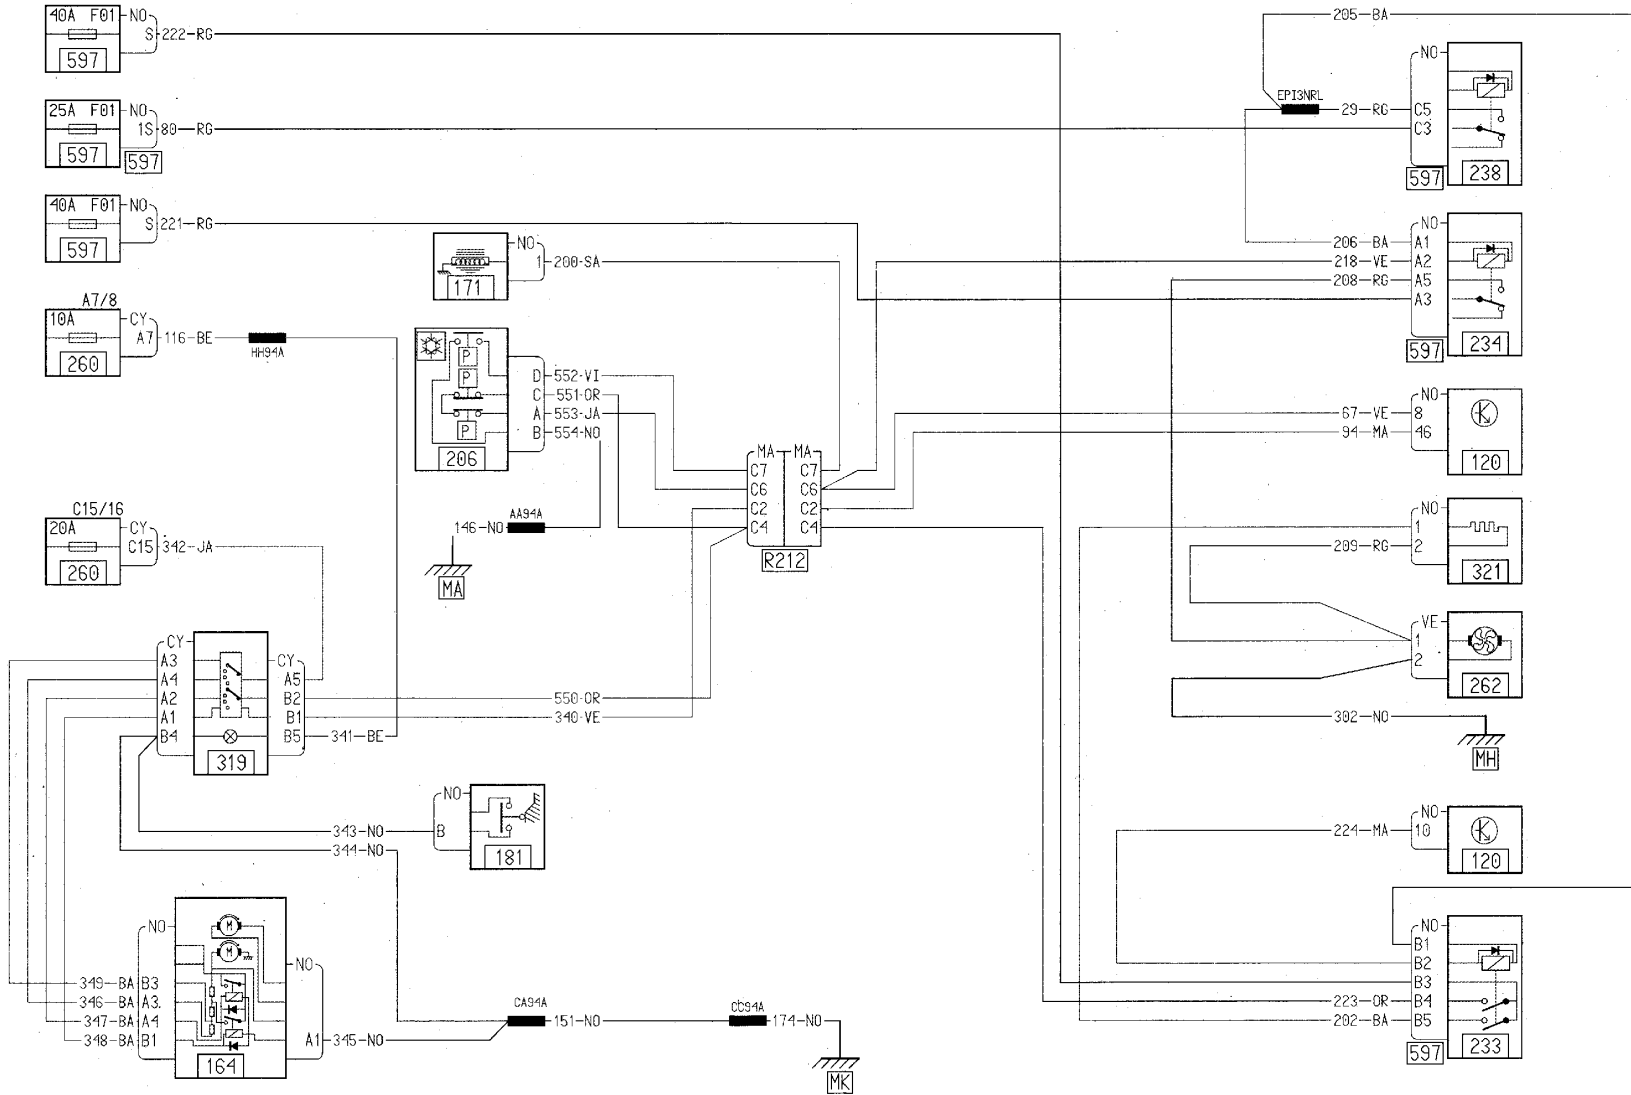 40A F01 NO
S 222-RG
597
25A F01 NO
1S 80-RG
597
597
40A F01 NO
S 221-RG
597
A7/8
10A CY
A7 116-BE
HH94A
260
C15/16
20A CY
C15 342-JA
260
NO
1 200-SA
171
P
P
P
D 552-VI
C 551-OR
A 553-JA
B 554-NO
206
AA94A
146-NO
MA
MA MA
C7 C7
C6 C6
C2 C2
C4 C4
R212
CY CY
A3
A4 A5
A2 B2 550-OR
A1 B1 340-VE
B4 B5 341-BE
319
NO
343-NO B
344-NO
181
NO
M
M
NO
349-BA B3
346-BA A3
347-BA A4
348-BA B1
A1 345-NO
164
CA94A
151-NO
CC94A
174-NO
MK
205-BA
EPI3NRL
NO
29-RG C5
C3
597 238
NO
206-BA A1
218-VE A2
208-RG A5
A3
597 234
NO
67-VE 8
94-MA 46
120
NO
1
209-RG 2
321
VE
1
2
262
302-NO
MH
NO
224-MA 10
120
NO
B1
B2
B3
223-OR B4
202-BA B5
597 233